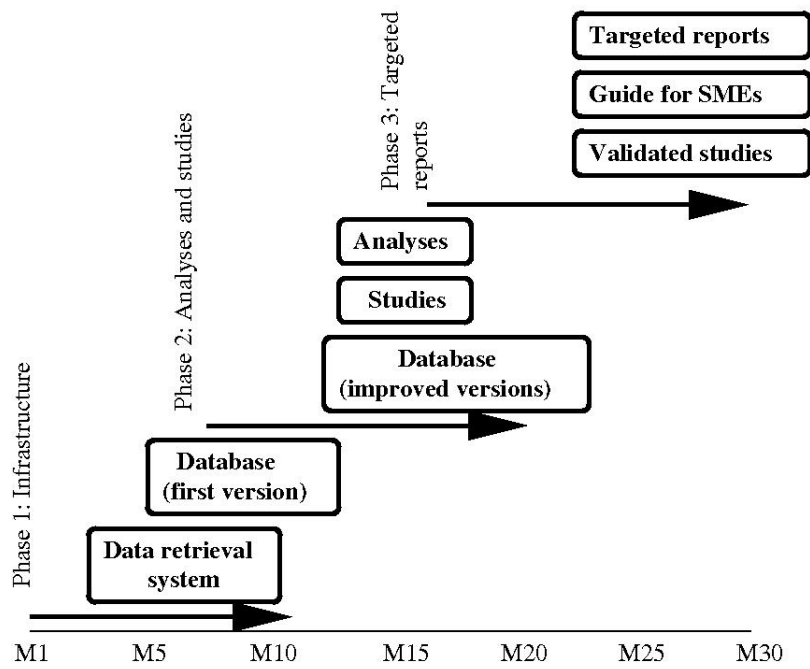 Targeted reports
Guide for SMEs
Validated studies
Phase 3: Targeted
reports
Analyses
Studies
Database
(improved versions)
Phase 2: Analyses and studies
Database
(first version)
Data retrieval
system
Phase 1: Infrastructure
M1 M5 M10 M15 M20 M25 M30